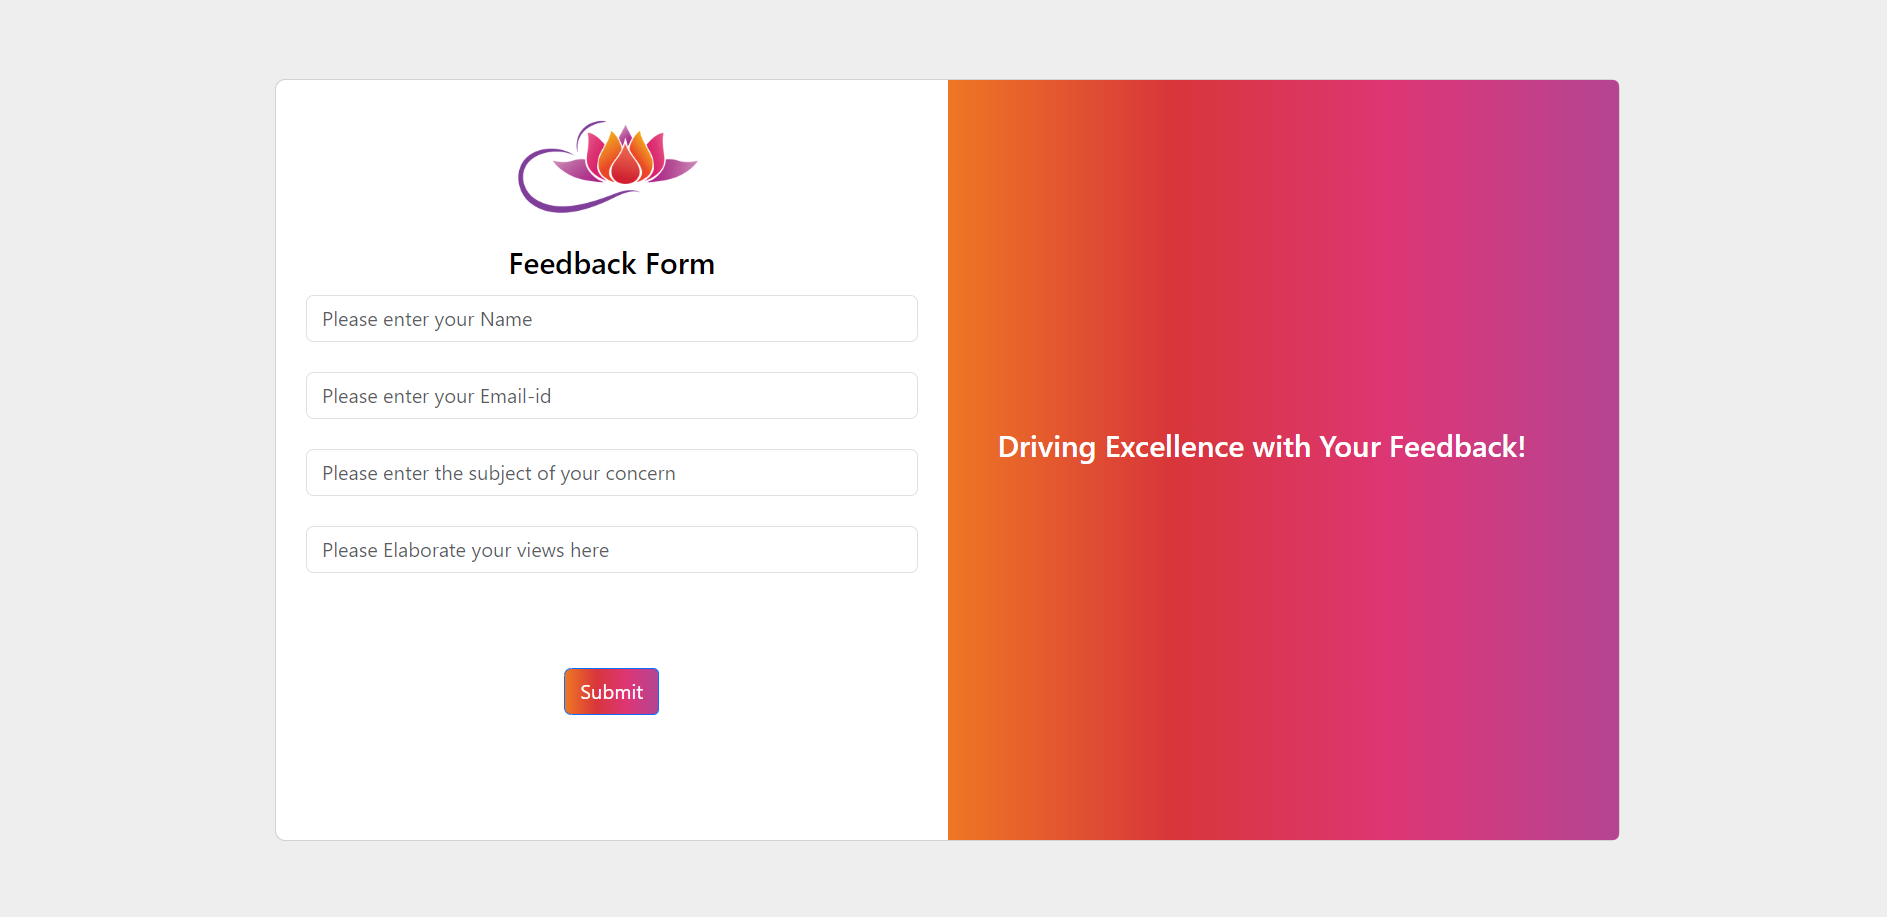 Feedback Form
Please enter your Name
Please enter your Email-id
Please enter the subject of your concern
Please Elaborate your views here
Submit
Driving Excellence with Your Feedback!